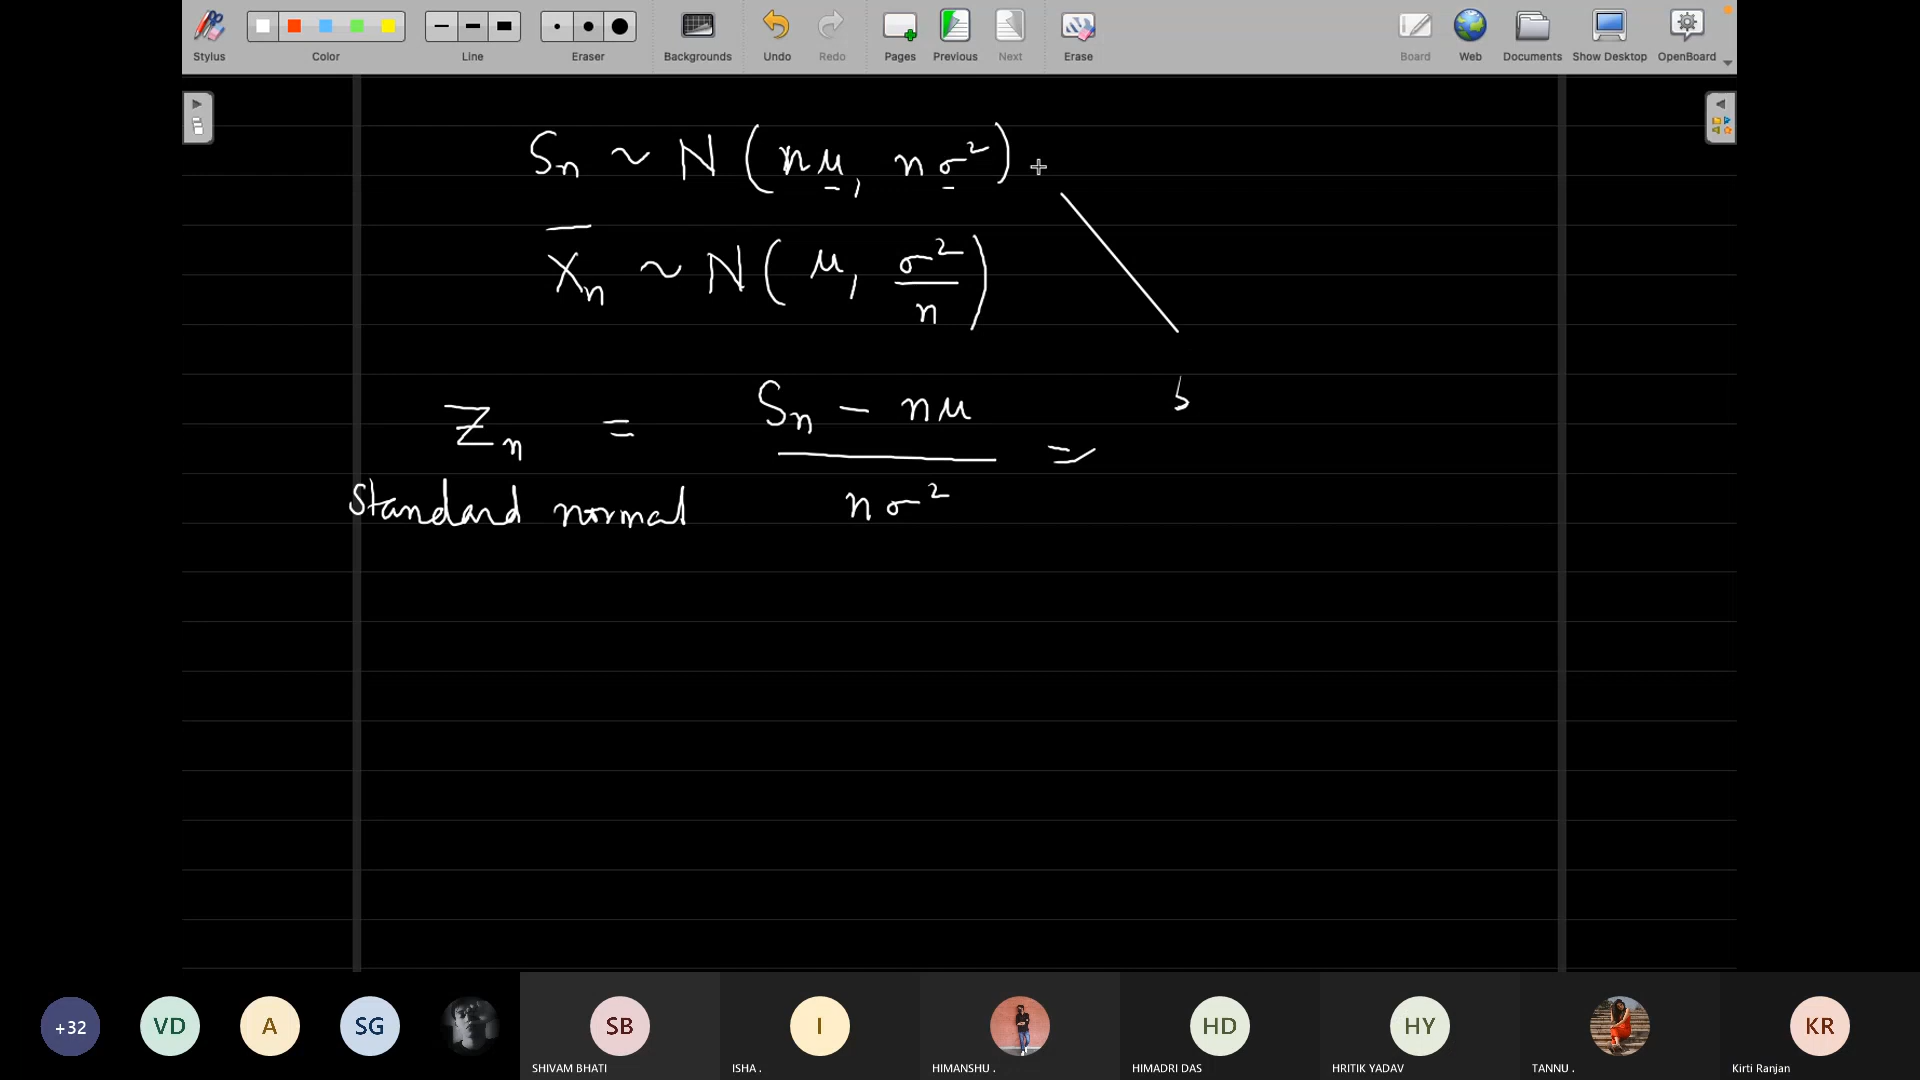 Stylus Color Line Eraser Backgrounds Undo Redo Pages Previous Next Erase Board Web Documents Show Desktop OpenBoard
Sn ~ N (nμ, nσ²)
X̄n ~ N (μ, σ²/n)
Zn = (Sn − nμ) / nσ² =
Standard normal
+32 VD A SG SB I HD HY KR
SHIVAM BHATI ISHA . HIMANSHU . HIMADRI DAS HRITIK YADAV TANNU . Kirti Ranjan